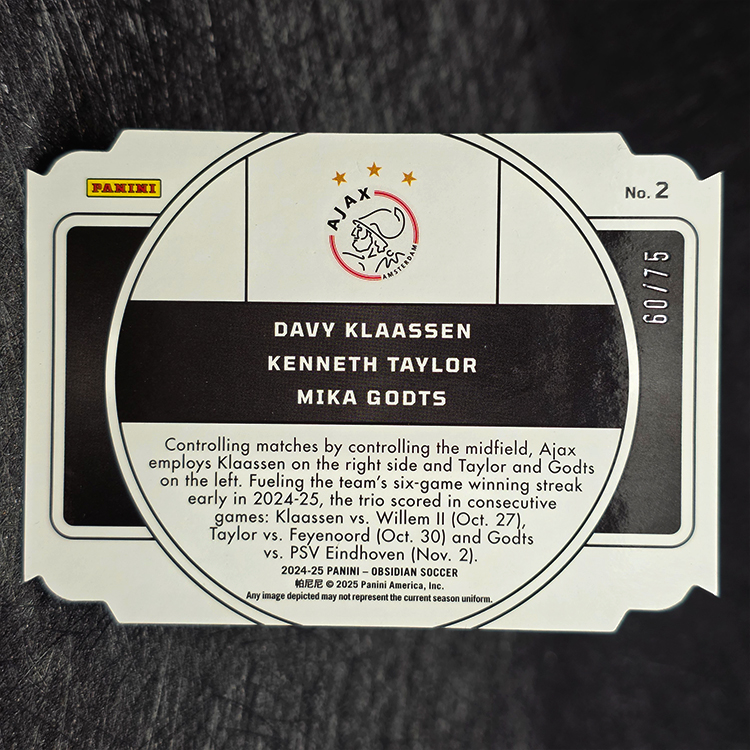 PANINI
No. 2
AJAX
AMSTERDAM
60/75
DAVY KLAASSEN
KENNETH TAYLOR
MIKA GODTS
Controlling matches by controlling the midfield, Ajax
employs Klaassen on the right side and Taylor and Godts
on the left. Fueling the team's six-game winning streak
early in 2024-25, the trio scored in consecutive
games: Klaassen vs. Willem II (Oct. 27),
Taylor vs. Feyenoord (Oct. 30) and Godts
vs. PSV Eindhoven (Nov. 2).
2024-25 PANINI – OBSIDIAN SOCCER
帕尼尼 © 2025 Panini America, Inc.
Any image depicted may not represent the current season uniform.